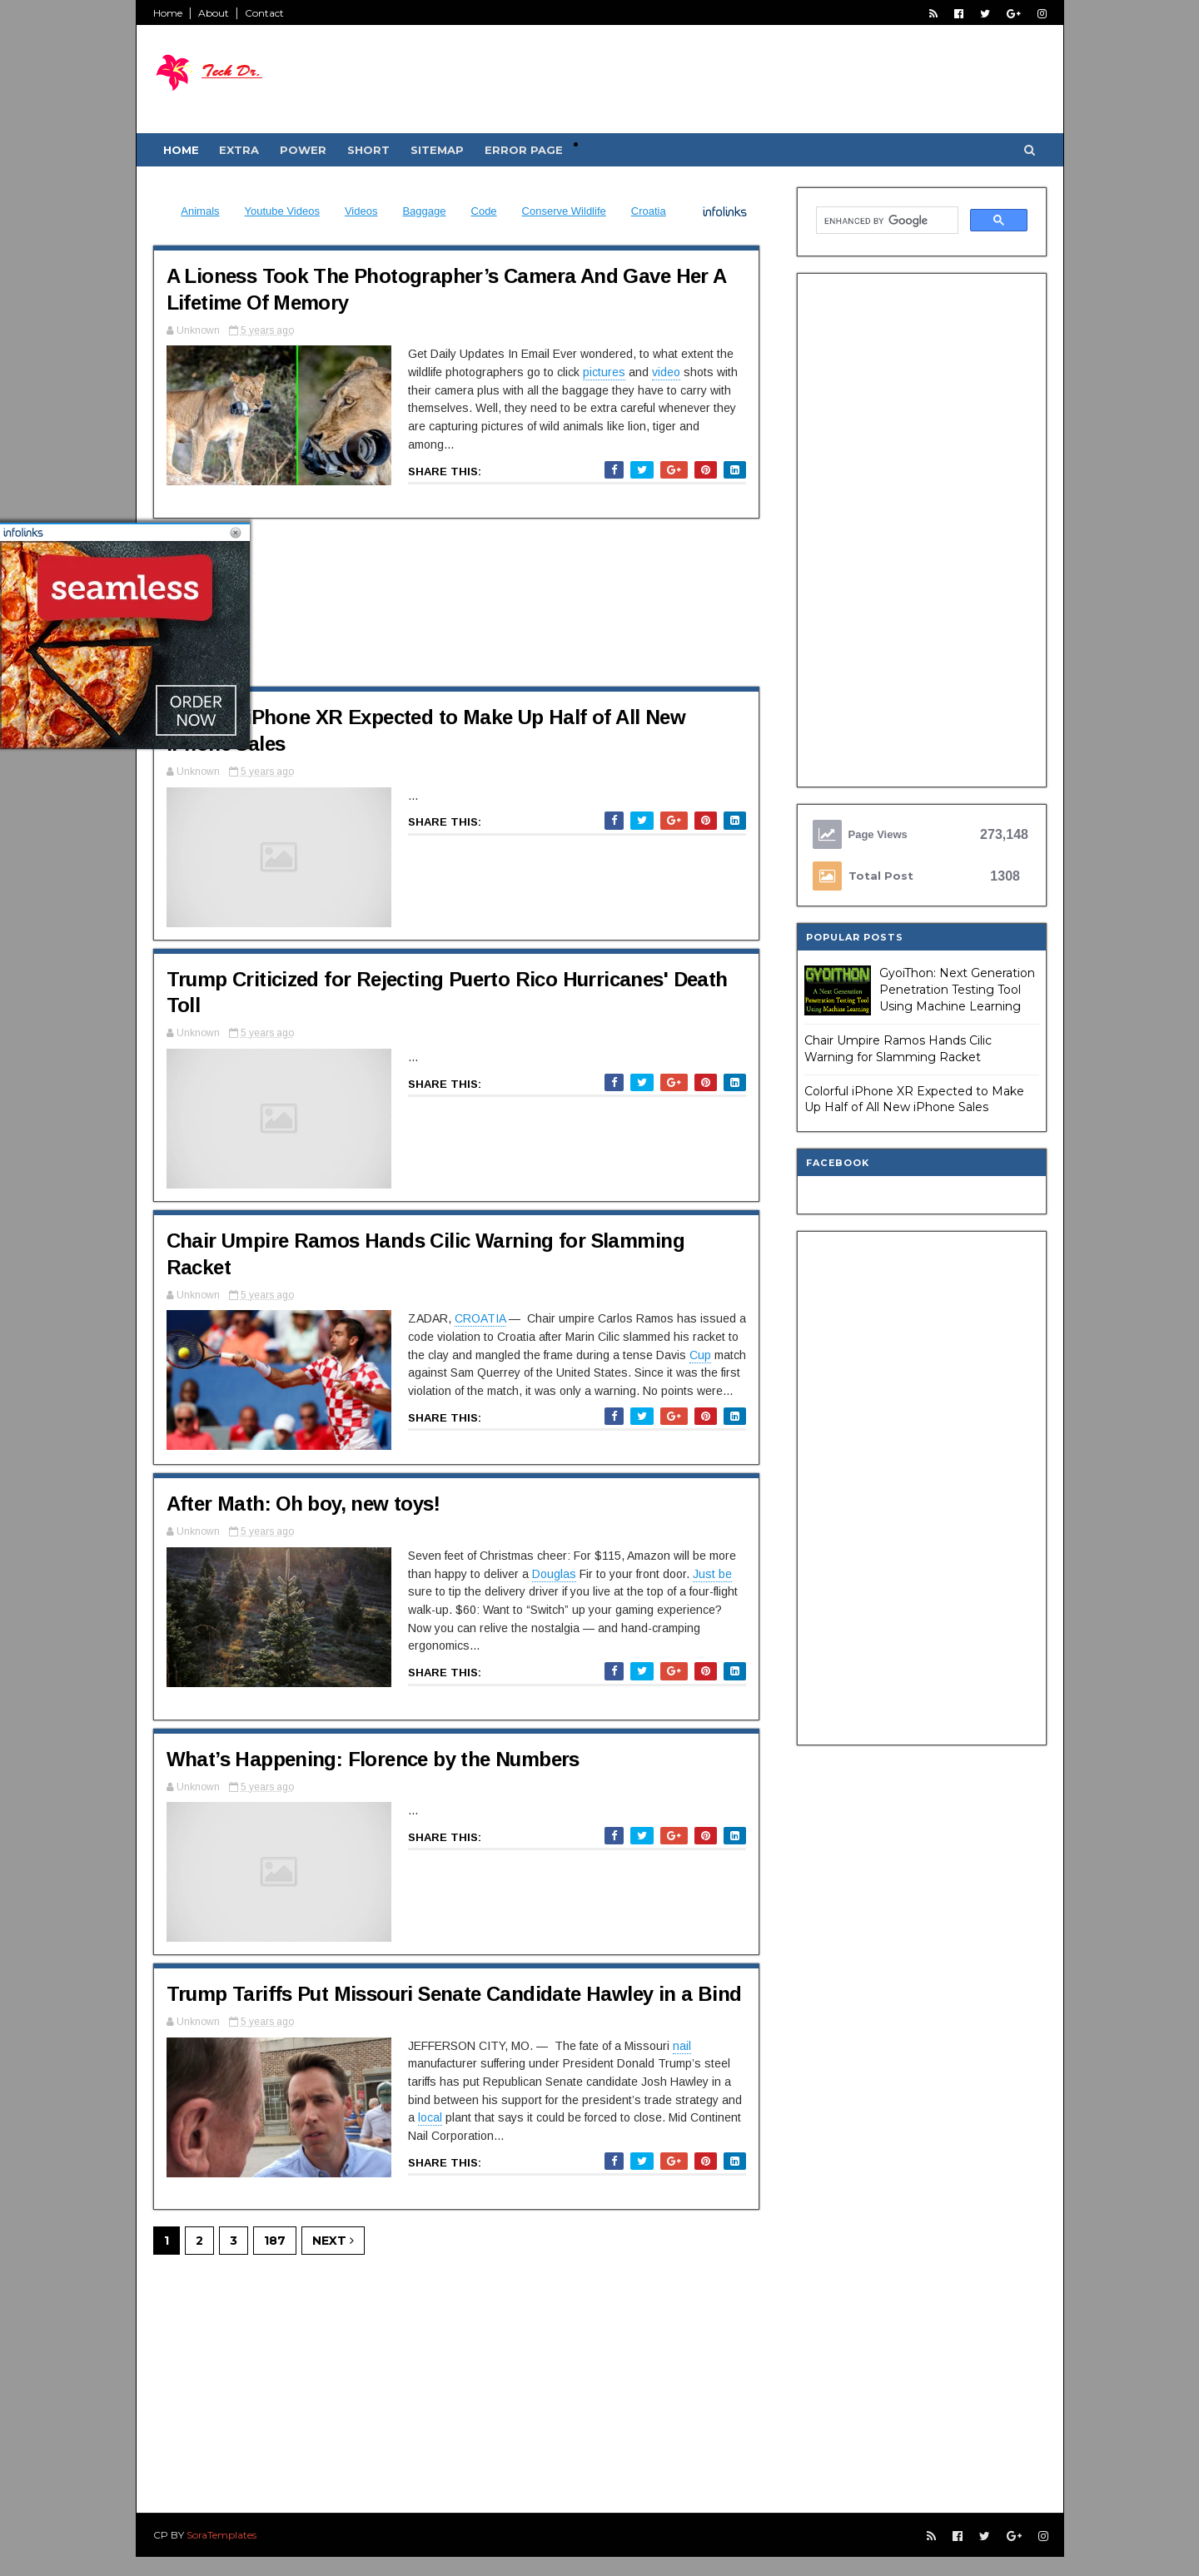 Home
About
Contact
Tech Dr.
HOME
EXTRA
POWER
SHORT
SITEMAP
ERROR PAGE
Animals
Youtube Videos
Videos
Baggage
Code
Conserve Wildlife
Croatia
infolinks
ENHANCED BY Google
A Lioness Took The Photographer’s Camera And Gave Her A
Lifetime Of Memory
Unknown 5 years ago
Get Daily Updates In Email Ever wondered, to what extent the
wildlife photographers go to click pictures and video shots with
their camera plus with all the baggage they have to carry with
themselves. Well, they need to be extra careful whenever they
are capturing pictures of wild animals like lion, tiger and
among...
SHARE THIS:
infolinks
seamless
ORDER
NOW
iPhone XR Expected to Make Up Half of All New
Sales
Unknown 5 years ago
...
SHARE THIS:
Trump Criticized for Rejecting Puerto Rico Hurricanes' Death
Toll
Unknown 5 years ago
...
SHARE THIS:
Chair Umpire Ramos Hands Cilic Warning for Slamming
Racket
Unknown 5 years ago
ZADAR, CROATIA — Chair umpire Carlos Ramos has issued a
code violation to Croatia after Marin Cilic slammed his racket to
the clay and mangled the frame during a tense Davis Cup match
against Sam Querrey of the United States. Since it was the first
violation of the match, it was only a warning. No points were...
SHARE THIS:
After Math: Oh boy, new toys!
Unknown 5 years ago
Seven feet of Christmas cheer: For $115, Amazon will be more
than happy to deliver a Douglas Fir to your front door. Just be
sure to tip the delivery driver if you live at the top of a four-flight
walk-up. $60: Want to “Switch” up your gaming experience?
Now you can relive the nostalgia — and hand-cramping
ergonomics...
SHARE THIS:
What’s Happening: Florence by the Numbers
Unknown 5 years ago
...
SHARE THIS:
Trump Tariffs Put Missouri Senate Candidate Hawley in a Bind
Unknown 5 years ago
JEFFERSON CITY, MO. — The fate of a Missouri nail
manufacturer suffering under President Donald Trump’s steel
tariffs has put Republican Senate candidate Josh Hawley in a
bind between his support for the president’s trade strategy and
a local plant that says it could be forced to close. Mid Continent
Nail Corporation...
SHARE THIS:
1
2
3
187
NEXT
Page Views 273,148
Total Post 1308
POPULAR POSTS
GYOITHON
A Next Generation
Penetration Testing Tool
Using Machine Learning
GyoiThon: Next Generation
Penetration Testing Tool
Using Machine Learning
Chair Umpire Ramos Hands Cilic
Warning for Slamming Racket
Colorful iPhone XR Expected to Make
Up Half of All New iPhone Sales
FACEBOOK
CP BY SoraTemplates